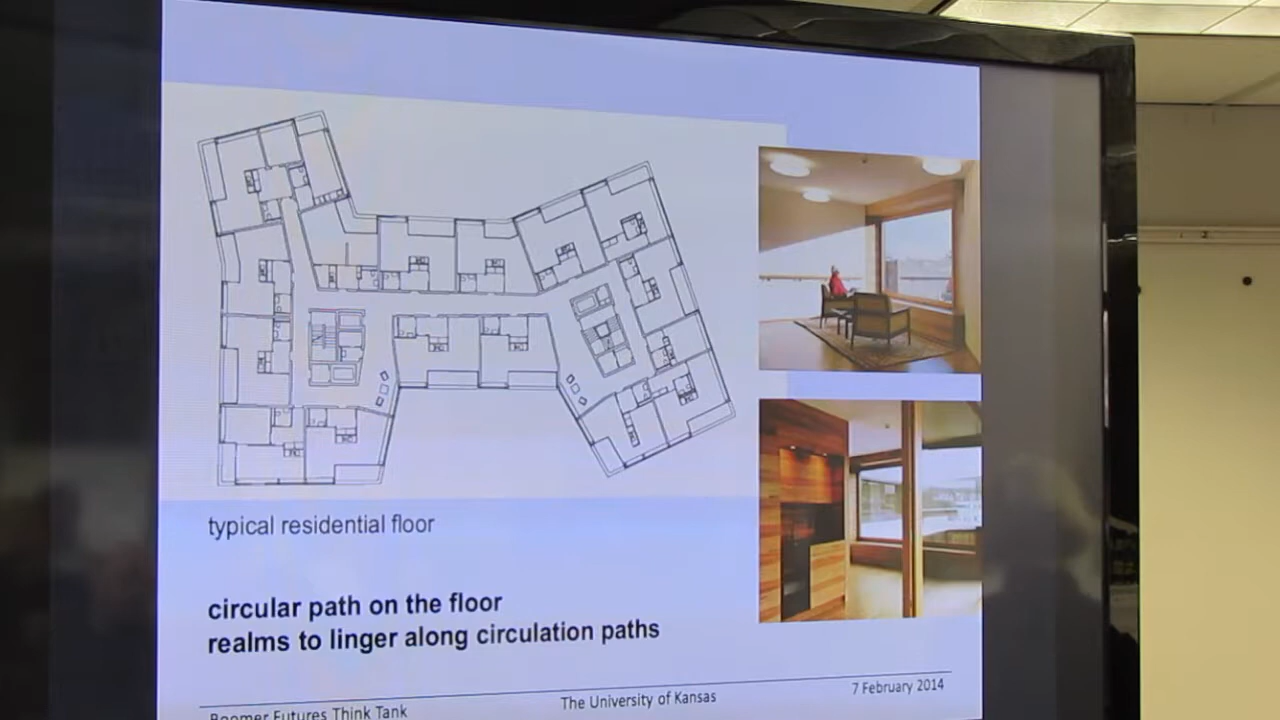 typical residential floor
circular path on the floor
realms to linger along circulation paths
Boomer Futures Think Tank
The University of Kansas
7 February 2014